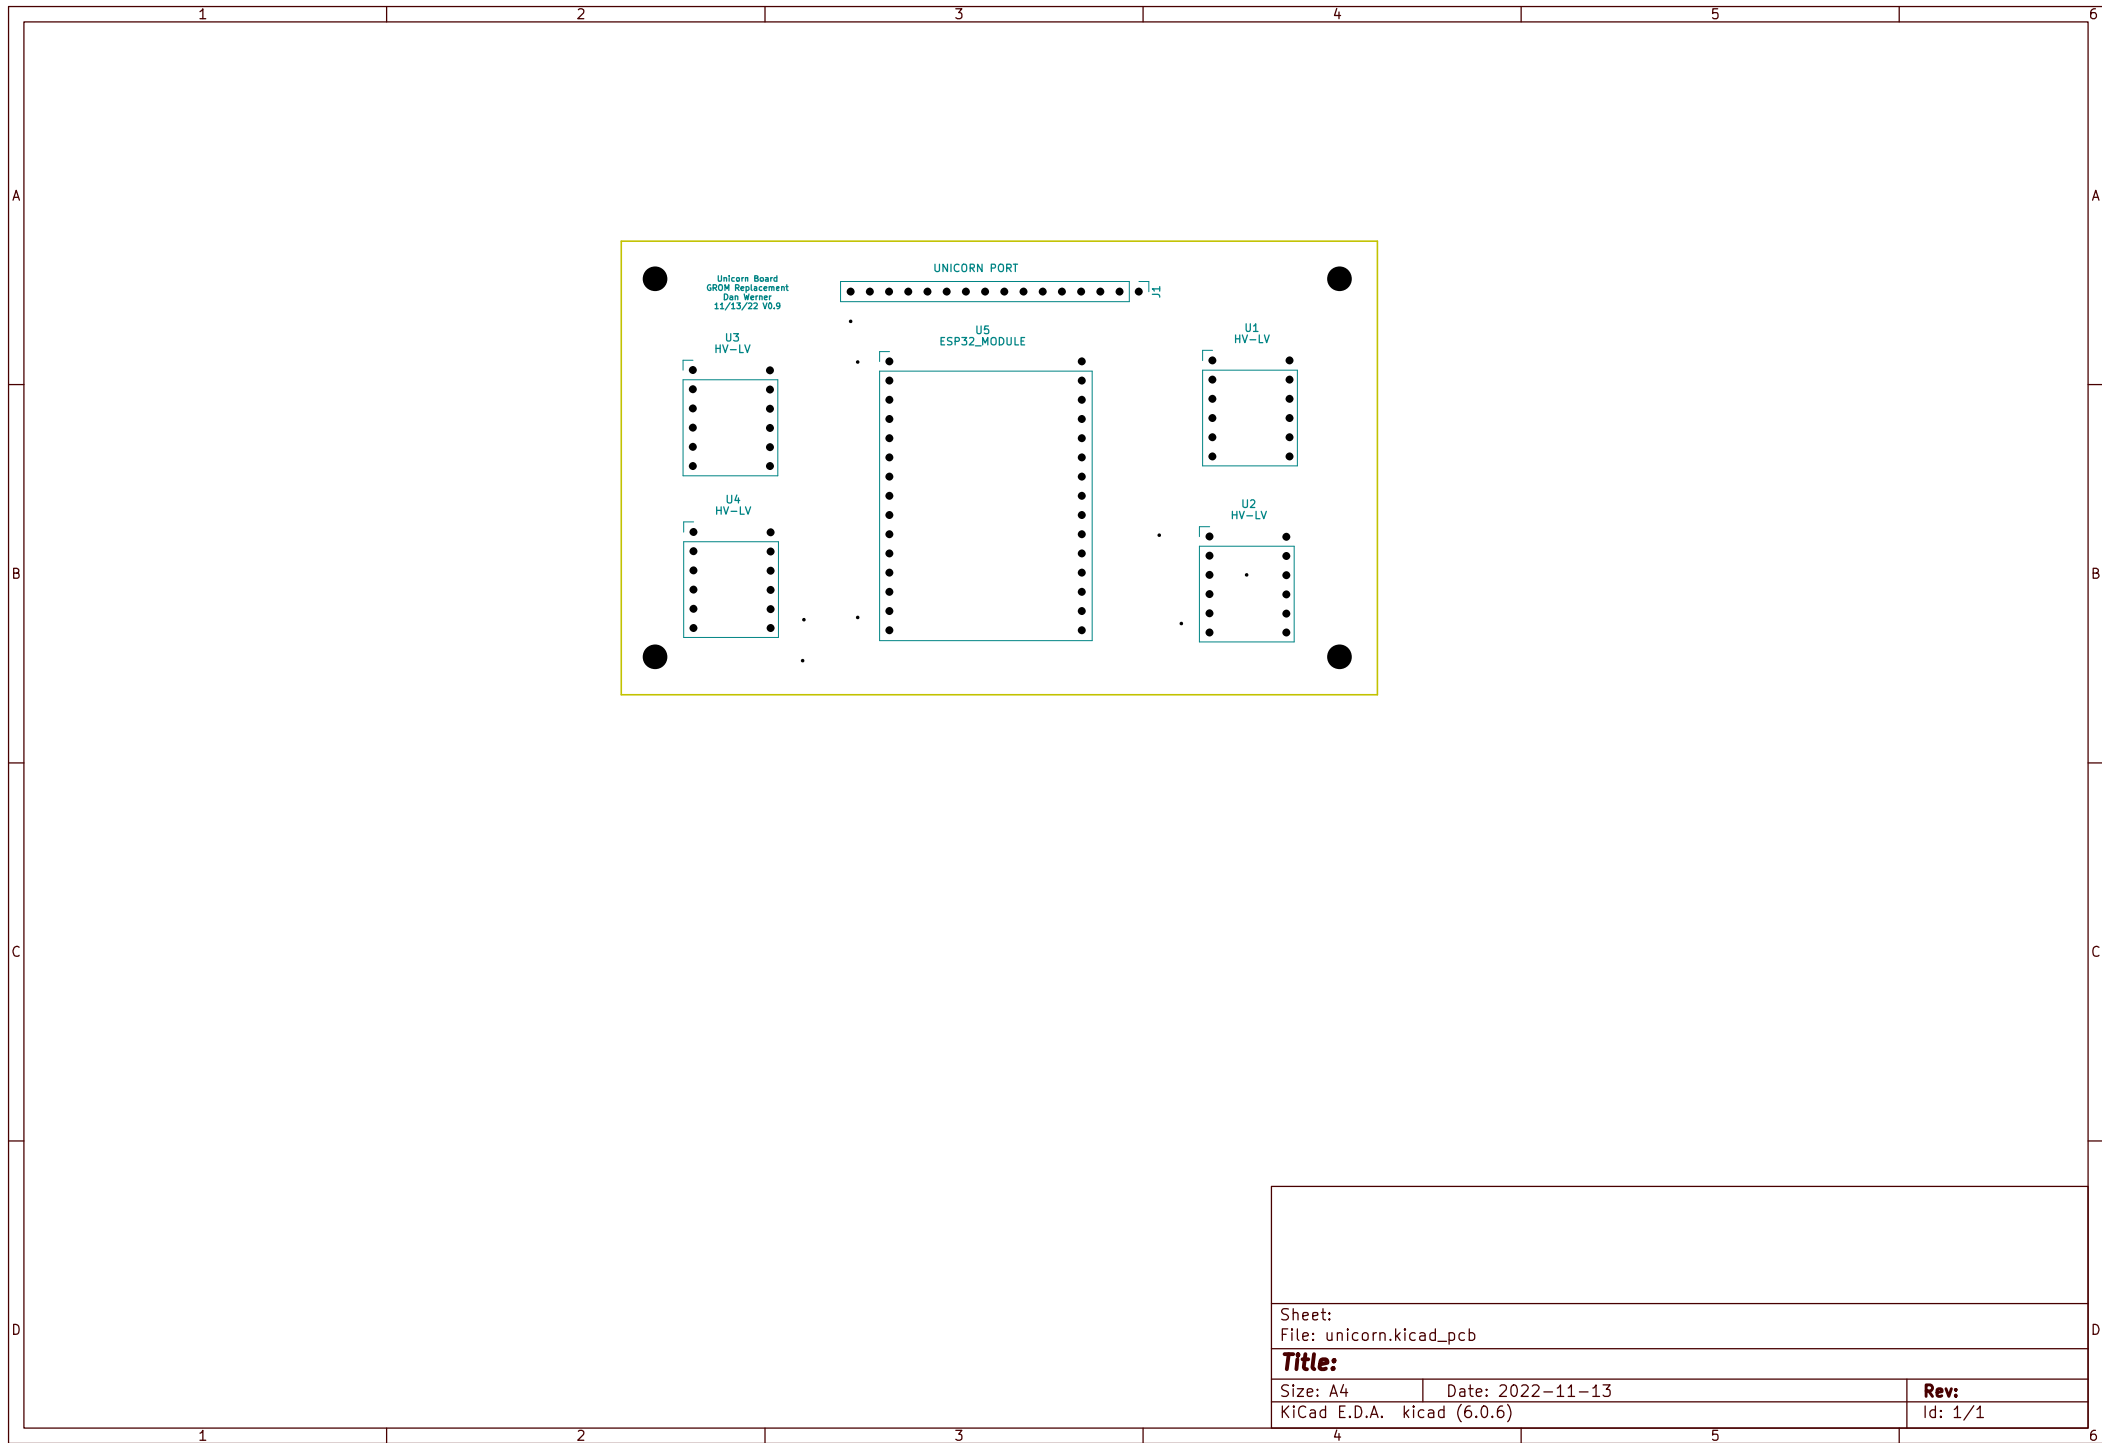 1 2 3 4 5 6
A A
UNICORN PORT
Unicorn Board
GROM Replacement
Dan Werner
11/13/22 V0.9
J1
U3
HV-LV
U5
ESP32_MODULE
U1
HV-LV
U4
HV-LV
U2
HV-LV
B B
C C
Sheet:
File: unicorn.kicad_pcb
D D
Title:
Size: A4 Date: 2022-11-13 Rev:
KiCad E.D.A. kicad (6.0.6) Id: 1/1
1 2 3 4 5 6